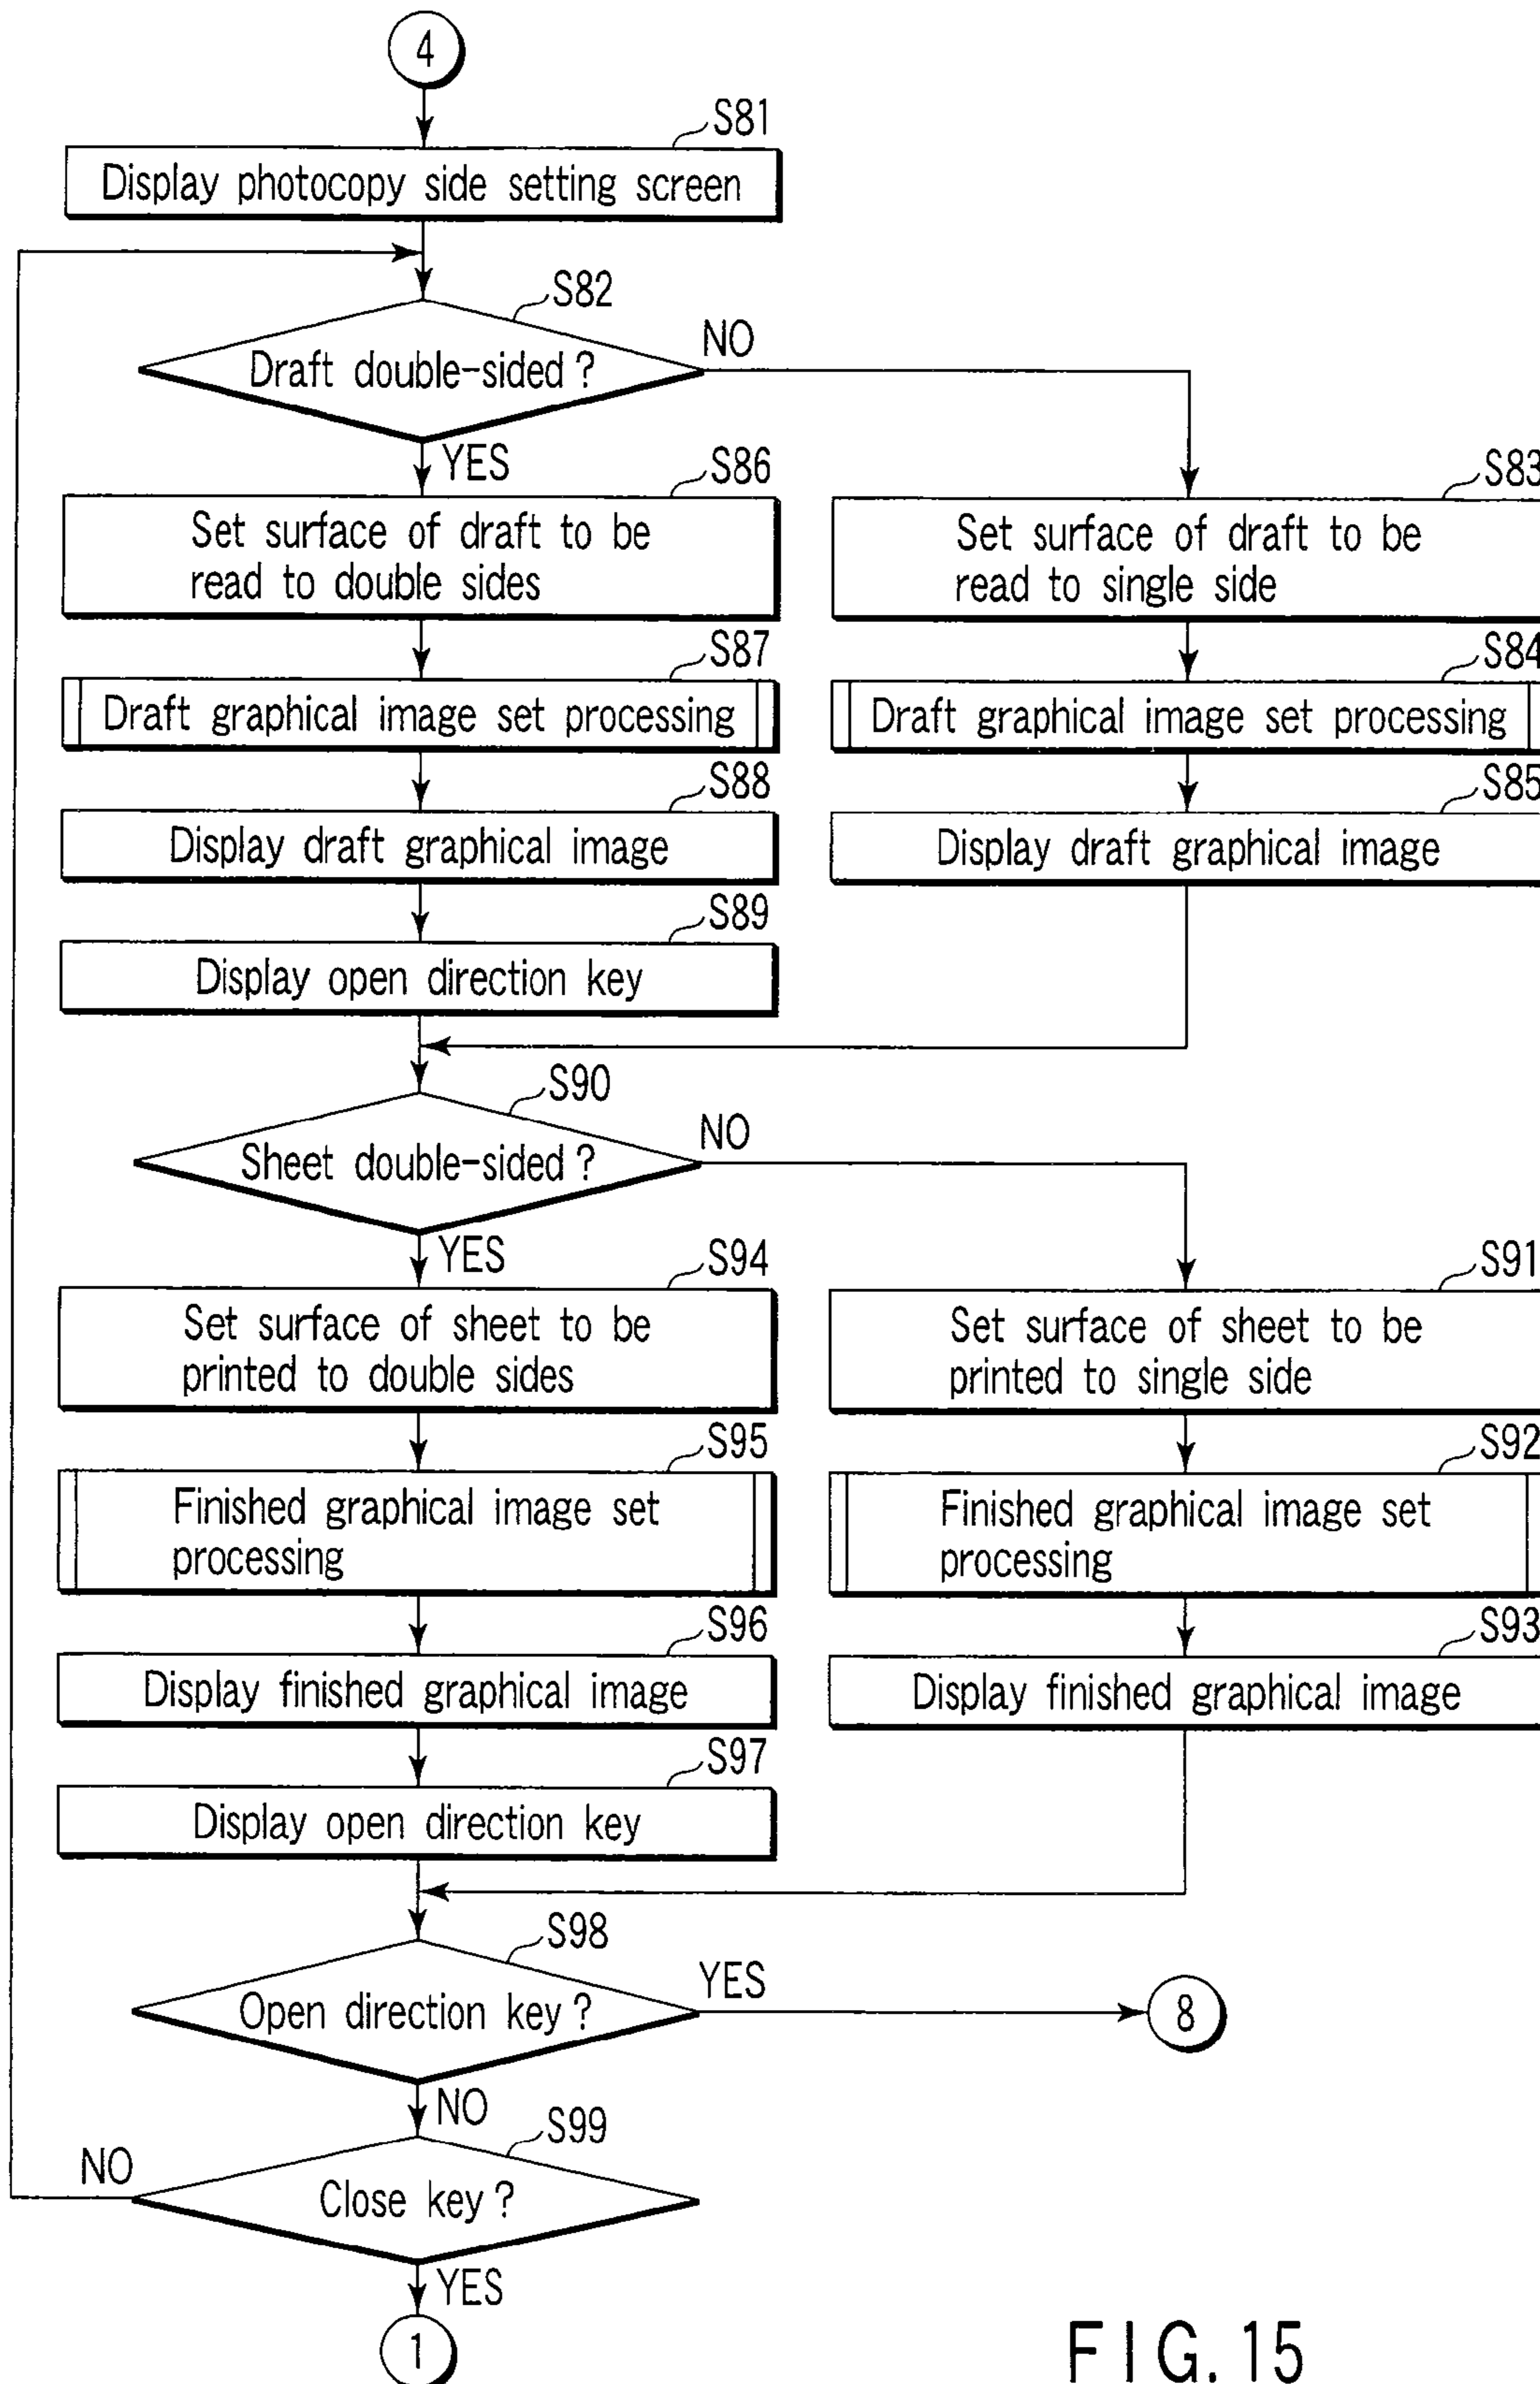 4
S81
Display photocopy side setting screen
S82
Draft double-sided?
NO
YES
S86
Set surface of draft to be
read to double sides
S83
Set surface of draft to be
read to single side
S87
Draft graphical image set processing
S84
Draft graphical image set processing
S88
Display draft graphical image
S85
Display draft graphical image
S89
Display open direction key
S90
Sheet double-sided?
NO
YES
S94
Set surface of sheet to be
printed to double sides
S91
Set surface of sheet to be
printed to single side
S95
Finished graphical image set
processing
S92
Finished graphical image set
processing
S96
Display finished graphical image
S93
Display finished graphical image
S97
Display open direction key
S98
Open direction key?
YES
8
NO
S99
Close key?
NO
YES
1
FIG. 15